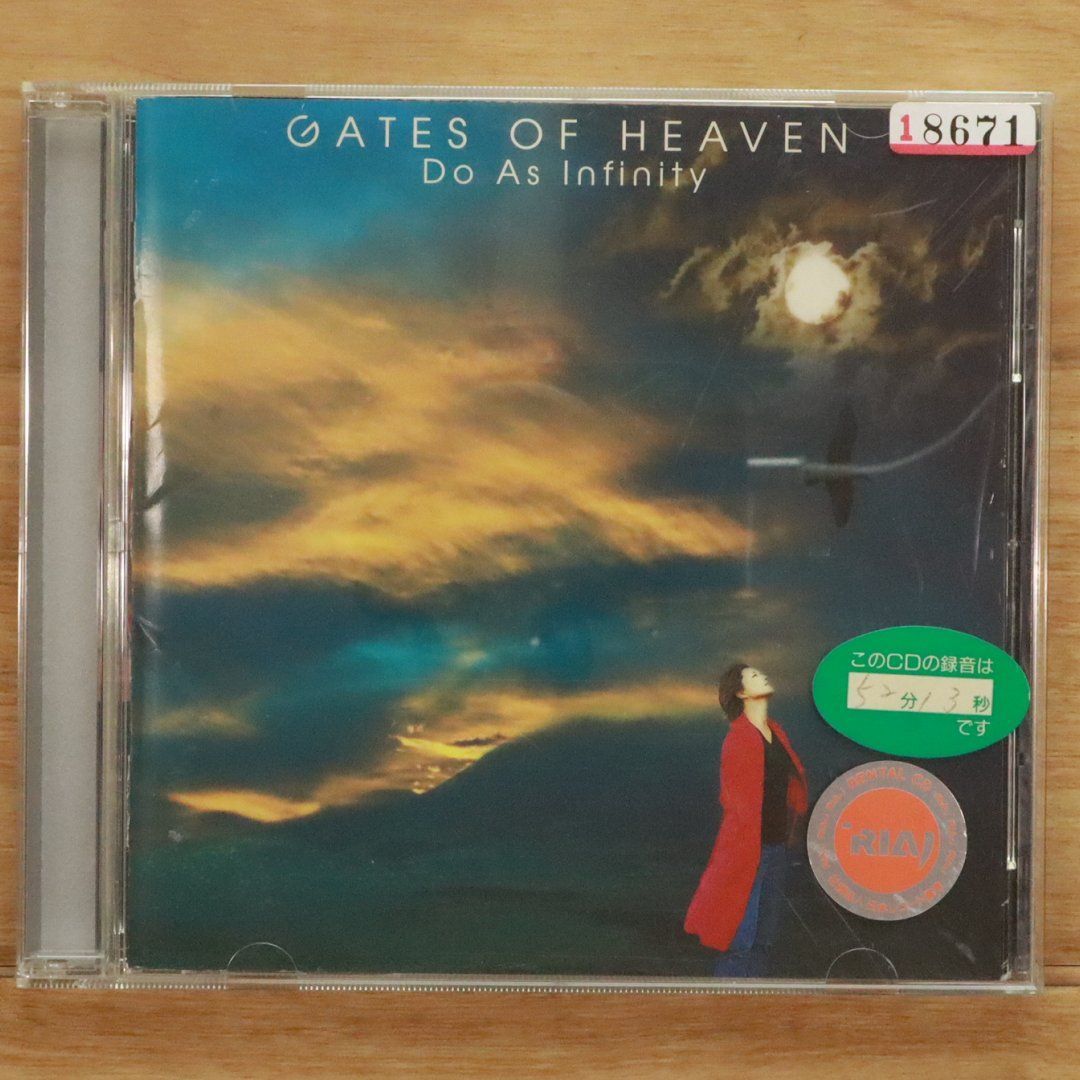 GATES OF HEAVEN
Do As Infinity
18671
このCDの録音は
52分13秒
です
RIAJ RENTAL CD
RIAJ